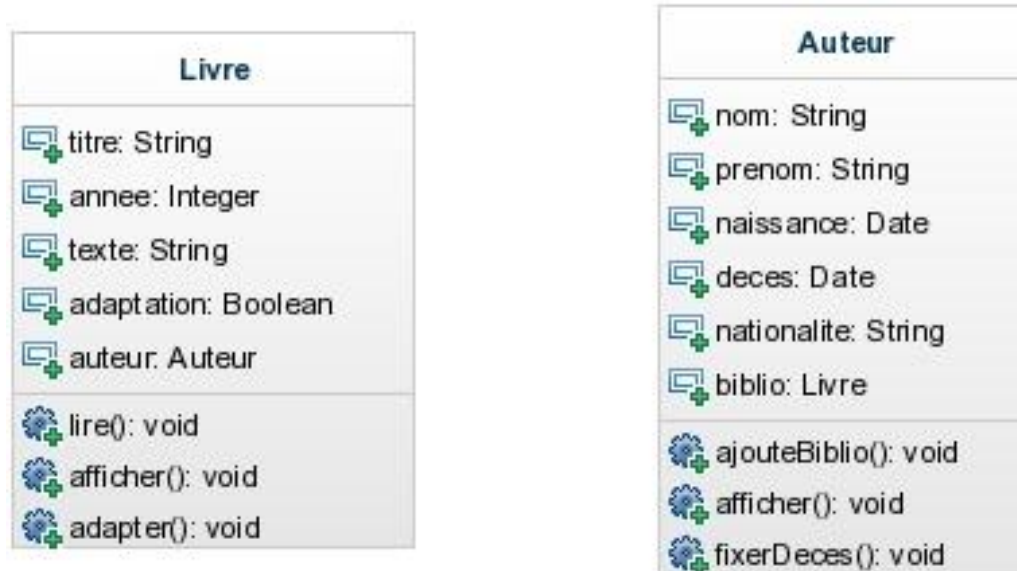 Livre
titre: String
annee: Integer
texte: String
adaptation: Boolean
auteur: Auteur
lire(): void
afficher(): void
adapter(): void
Auteur
nom: String
prenom: String
naissance: Date
deces: Date
nationalite: String
biblio: Livre
ajouteBiblio(): void
afficher(): void
fixerDeces(): void